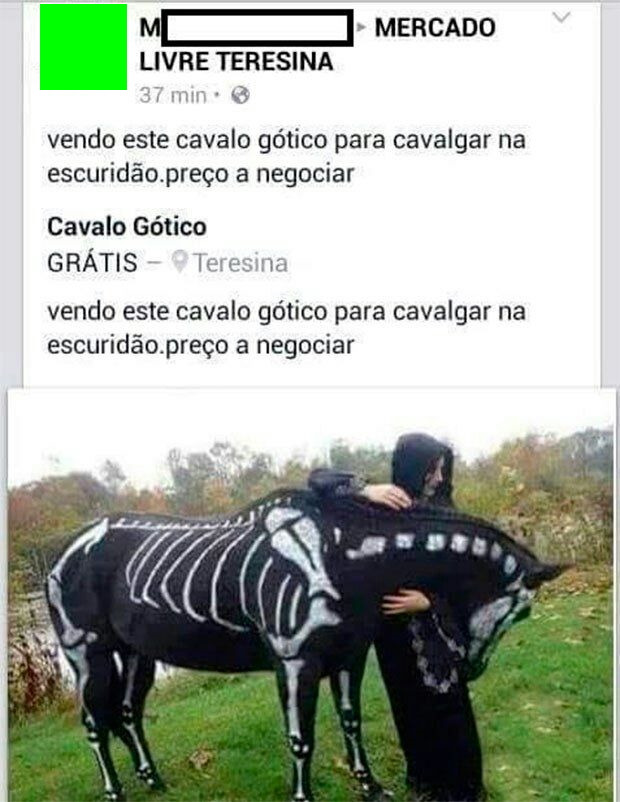 M ▸ MERCADO
LIVRE TERESINA
37 min •
vendo este cavalo gótico para cavalgar na
escuridão.preço a negociar
Cavalo Gótico
GRÁTIS – Teresina
vendo este cavalo gótico para cavalgar na
escuridão.preço a negociar